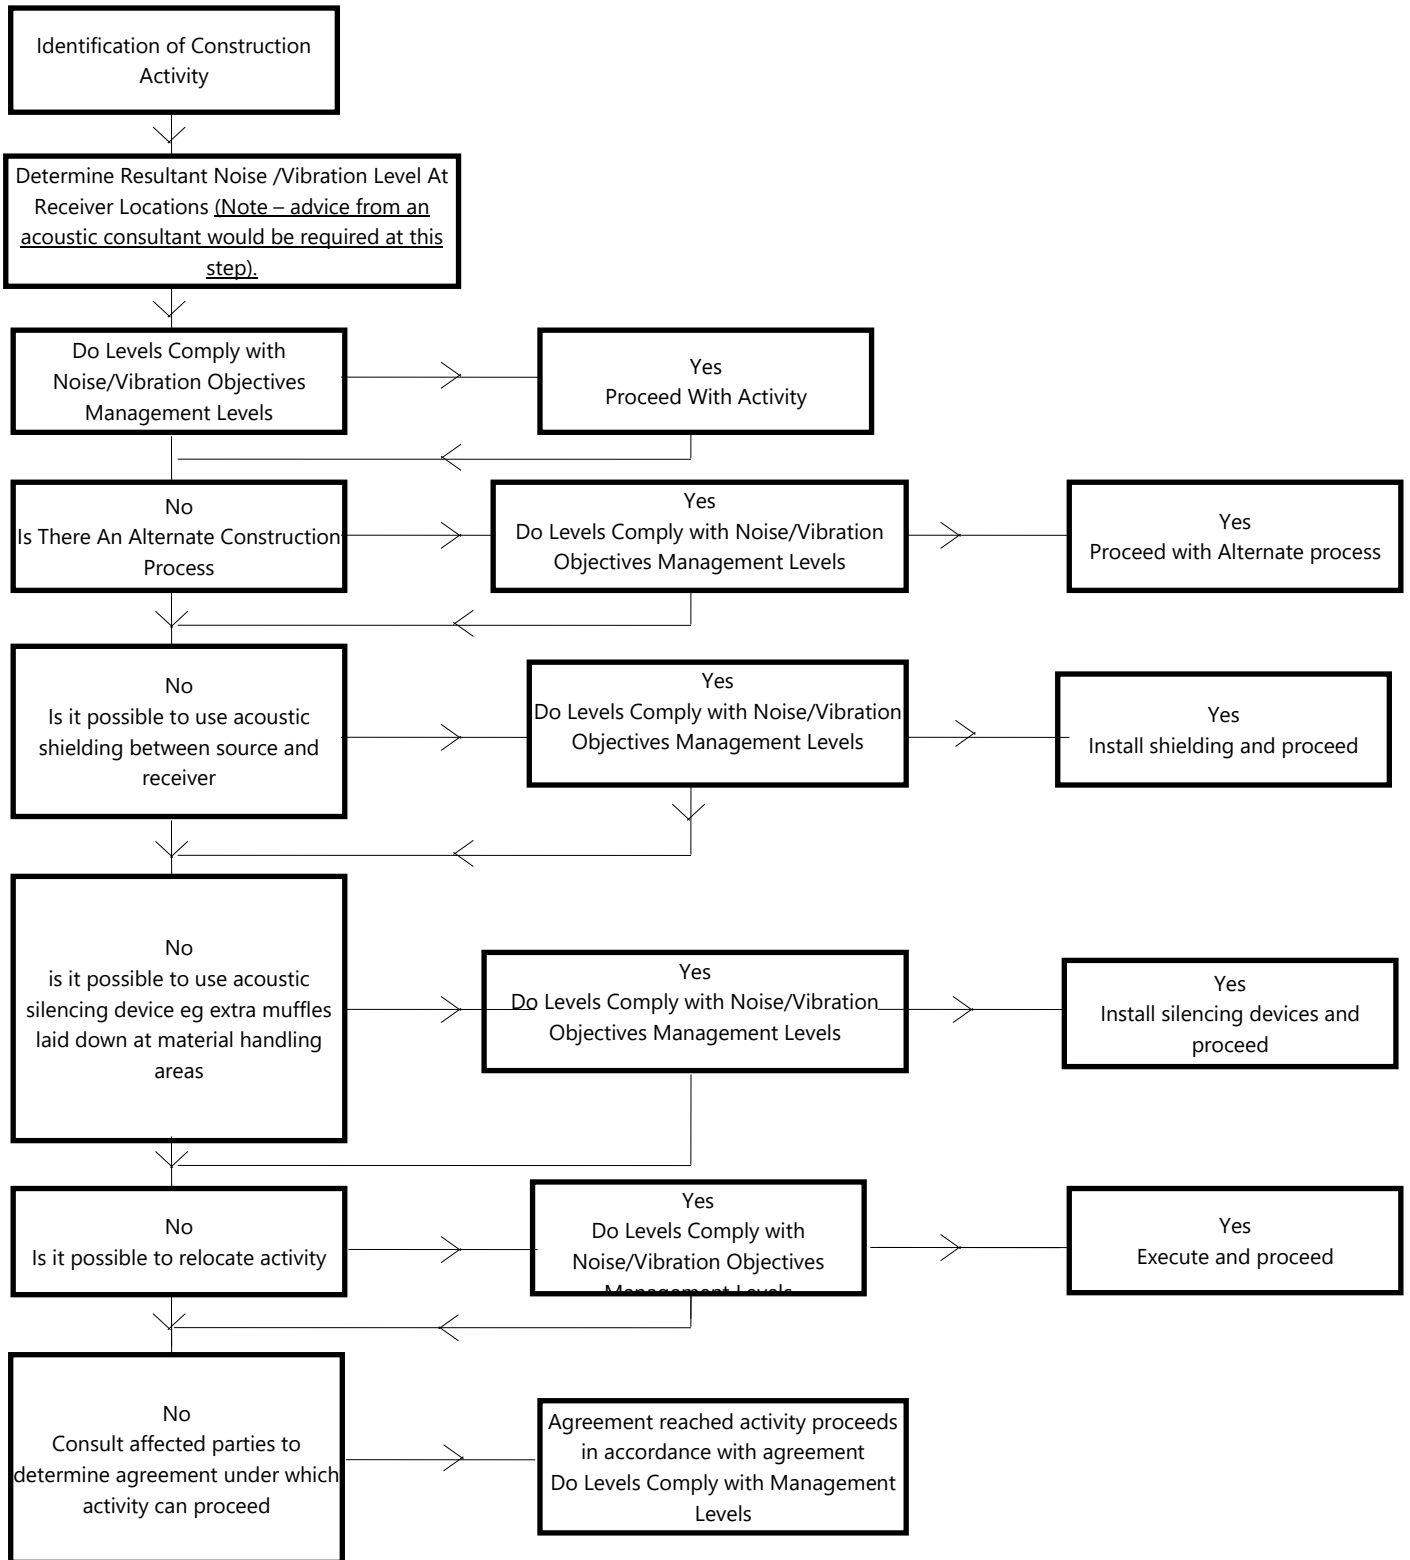 Identification of Construction
Activity
Determine Resultant Noise /Vibration Level At
Receiver Locations (Note – advice from an
acoustic consultant would be required at this
step).
Do Levels Comply with
Noise/Vibration Objectives
Management Levels
Yes
Proceed With Activity
No
Is There An Alternate Construction
Process
Yes
Do Levels Comply with Noise/Vibration
Objectives Management Levels
Yes
Proceed with Alternate process
No
Is it possible to use acoustic
shielding between source and
receiver
Yes
Do Levels Comply with Noise/Vibration
Objectives Management Levels
Yes
Install shielding and proceed
No
is it possible to use acoustic
silencing device eg extra muffles
laid down at material handling
areas
Yes
Do Levels Comply with Noise/Vibration
Objectives Management Levels
Yes
Install silencing devices and
proceed
No
Is it possible to relocate activity
Yes
Do Levels Comply with
Noise/Vibration Objectives
Management Levels
Yes
Execute and proceed
No
Consult affected parties to
determine agreement under which
activity can proceed
Agreement reached activity proceeds
in accordance with agreement
Do Levels Comply with Management
Levels